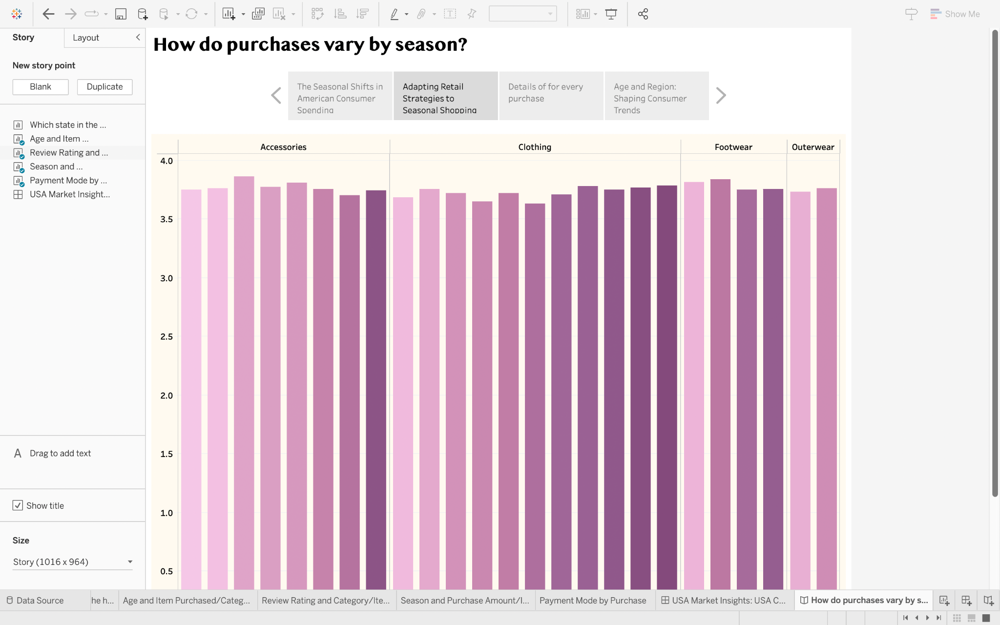 Show Me
Story
Layout
How do purchases vary by season?
New story point
Blank
Duplicate
The Seasonal Shifts in
American Consumer
Spending
Adapting Retail
Strategies to
Seasonal Shopping
Details of for every
purchase
Age and Region:
Shaping Consumer
Trends
Which state in the ...
Age and Item ...
Review Rating and ...
Season and ...
Payment Mode by ...
USA Market Insight...
Accessories
Clothing
Footwear
Outerwear
4.0
3.5
3.0
2.5
2.0
1.5
1.0
0.5
A Drag to add text
Show title
Size
Story (1016 x 964)
Data Source
he h...
Age and Item Purchased/Categ...
Review Rating and Category/Ite...
Season and Purchase Amount/I...
Payment Mode by Purchase
USA Market Insights: USA C...
How do purchases vary by s...